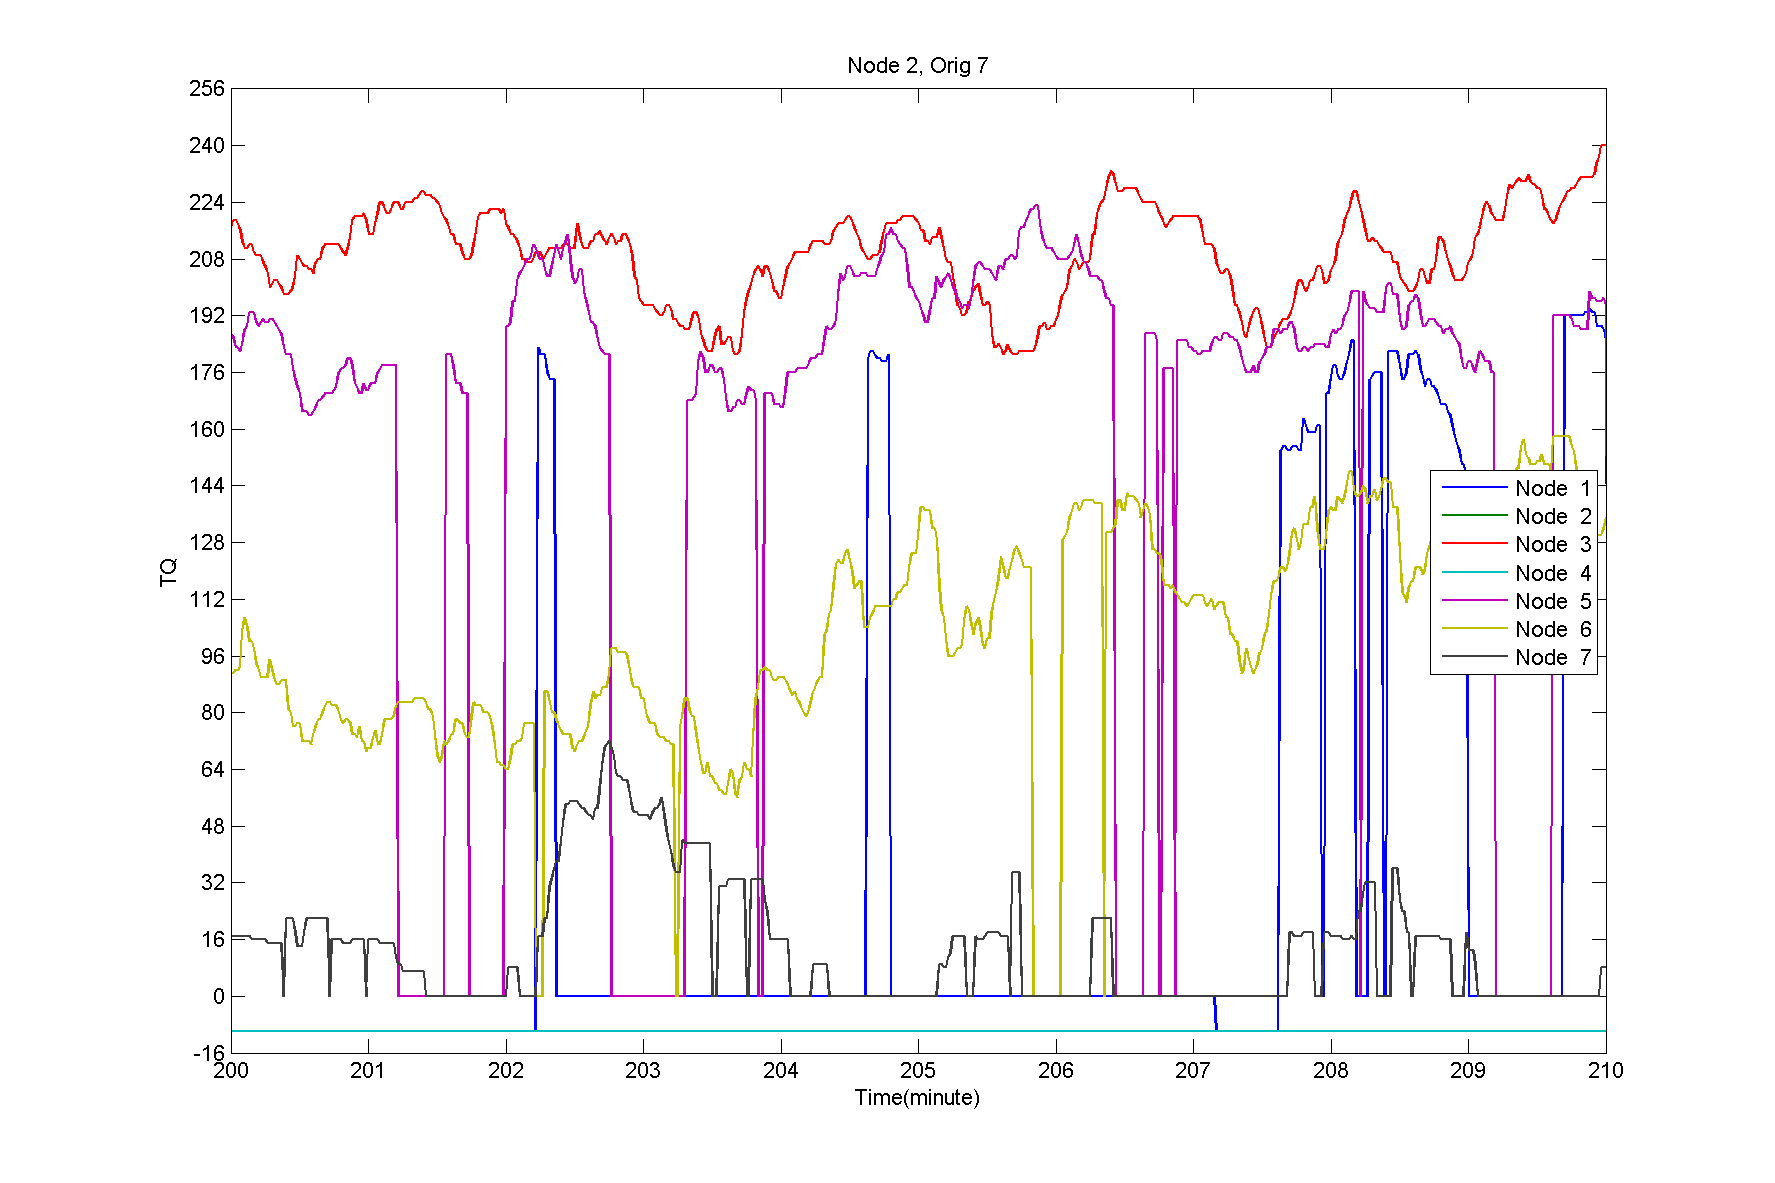 Node 2, Orig 7
256
240
224
208
192
176
160
144
128
112
96
80
64
48
32
16
0
-16
TQ
200 201 202 203 204 205 206 207 208 209 210
Time(minute)
Node 1
Node 2
Node 3
Node 4
Node 5
Node 6
Node 7